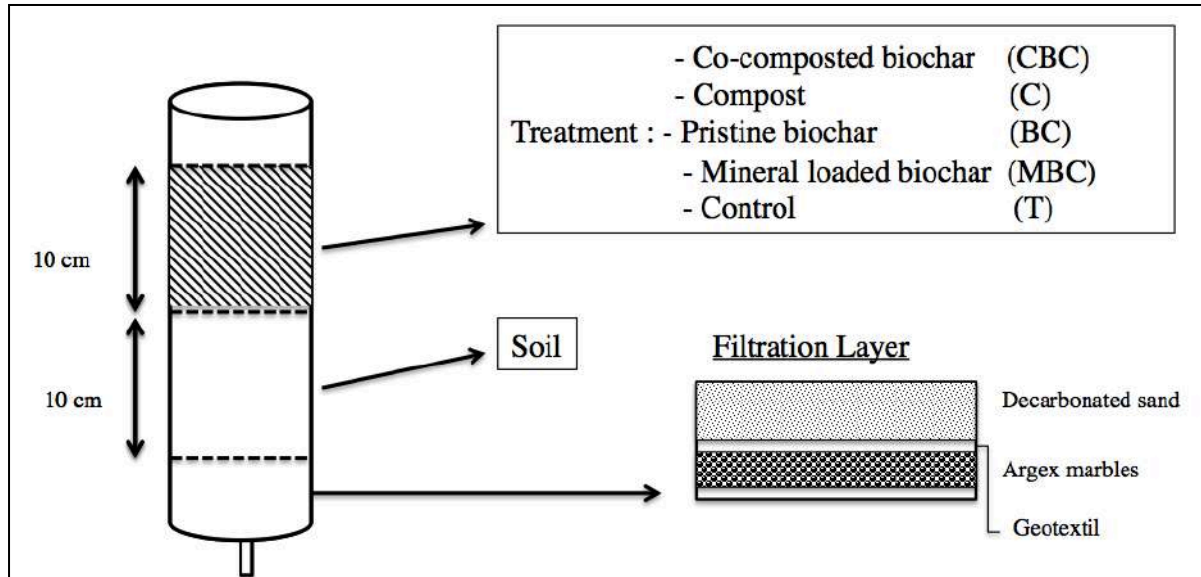 - Co-composted biochar (CBC)
- Compost (C)
Treatment : - Pristine biochar (BC)
- Mineral loaded biochar (MBC)
- Control (T)
10 cm
Soil
Filtration Layer
10 cm
Decarbonated sand
Argex marbles
Geotextil